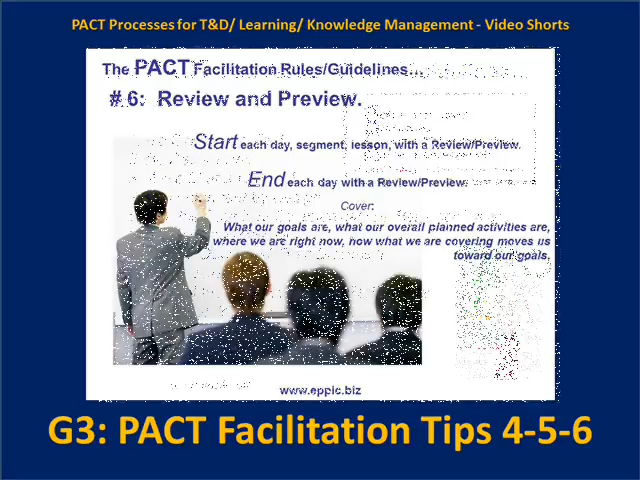 PACT Processes for T&D/ Learning/ Knowledge Management - Video Shorts
The PACT Facilitation Rules/Guidelines...
# 6: Review and Preview.
Start each day, segment, lesson, with a Review/Preview.
End each day with a Review/Preview.
Cover:
What our goals are, what our overall planned activities are,
where we are right now, how what we are covering moves us
toward our goals.
www.eppic.biz
G3: PACT Facilitation Tips 4-5-6